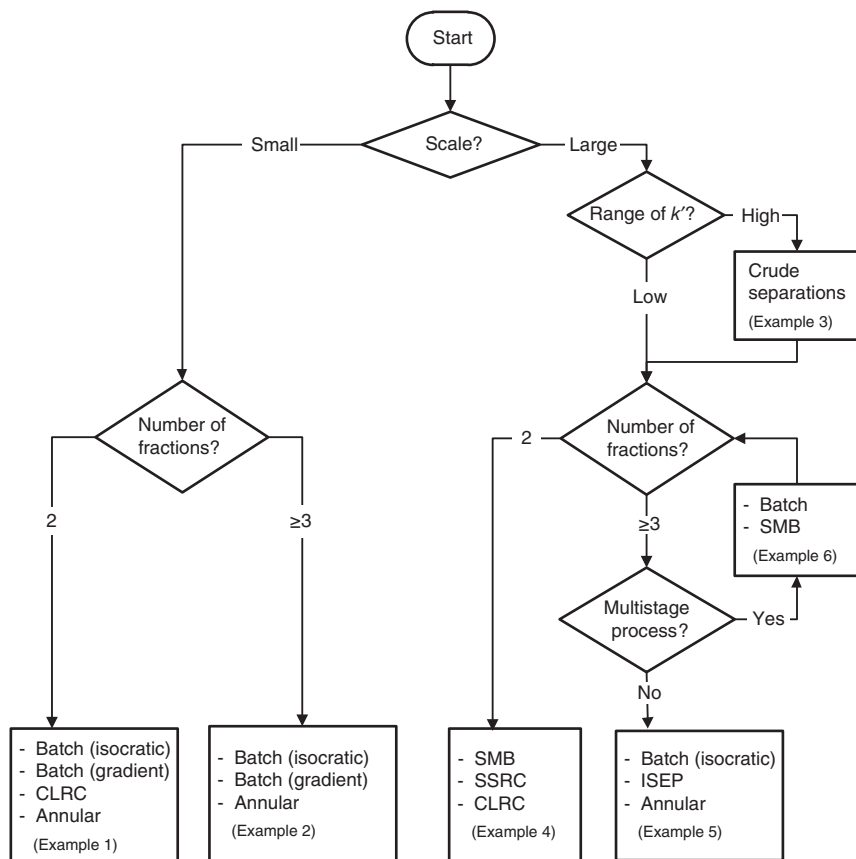 Start
Scale?
Small
Large
Range of k'?
High
Crude
separations
(Example 3)
Low
Number of
fractions?
2
≥3
Number of
fractions?
2
≥3
- Batch
- SMB
(Example 6)
Multistage
process?
Yes
No
- Batch (isocratic)
- Batch (gradient)
- CLRC
- Annular
(Example 1)
- Batch (isocratic)
- Batch (gradient)
- Annular
(Example 2)
- SMB
- SSRC
- CLRC
(Example 4)
- Batch (isocratic)
- ISEP
- Annular
(Example 5)